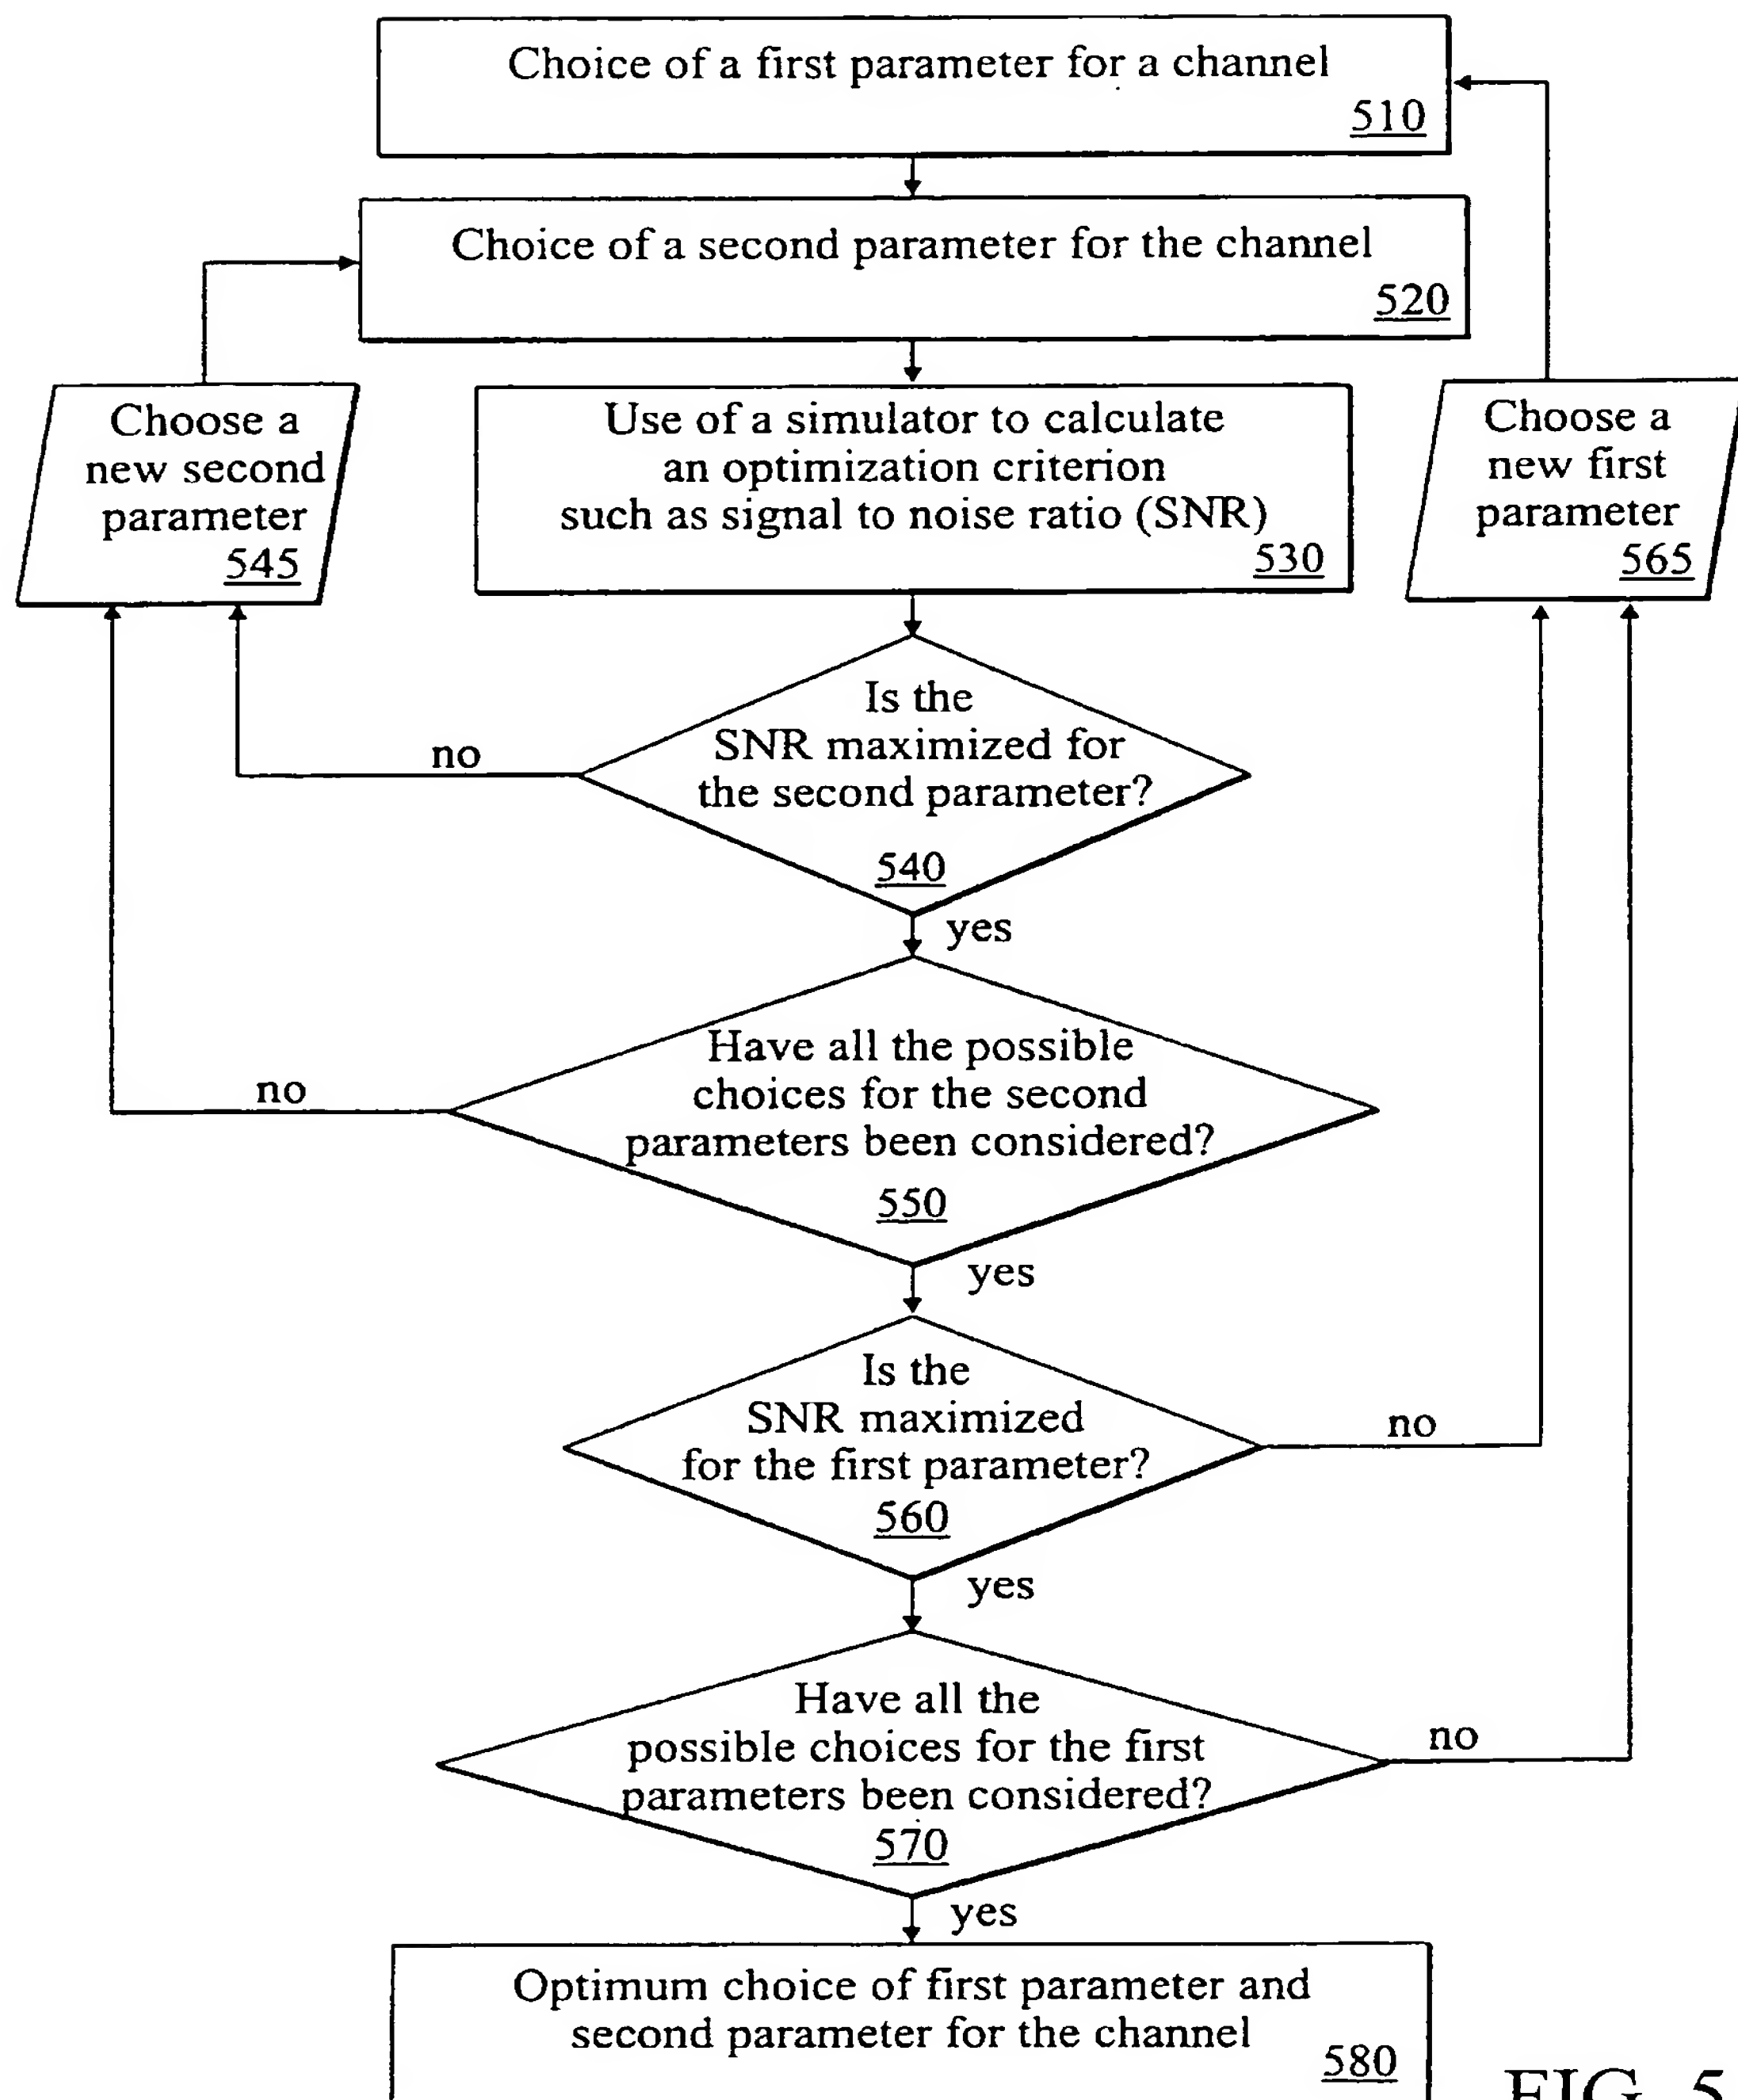 Choice of a first parameter for a channel
510
Choice of a second parameter for the channel
520
Choose a
new second
parameter
545
Use of a simulator to calculate
an optimization criterion
such as signal to noise ratio (SNR)
530
Choose a
new first
parameter
565
Is the
SNR maximized for
the second parameter?
540
no
yes
Have all the possible
choices for the second
parameters been considered?
550
no
yes
Is the
SNR maximized
for the first parameter?
560
no
yes
Have all the
possible choices for the first
parameters been considered?
570
no
yes
Optimum choice of first parameter and
second parameter for the channel
580
FIG. 5